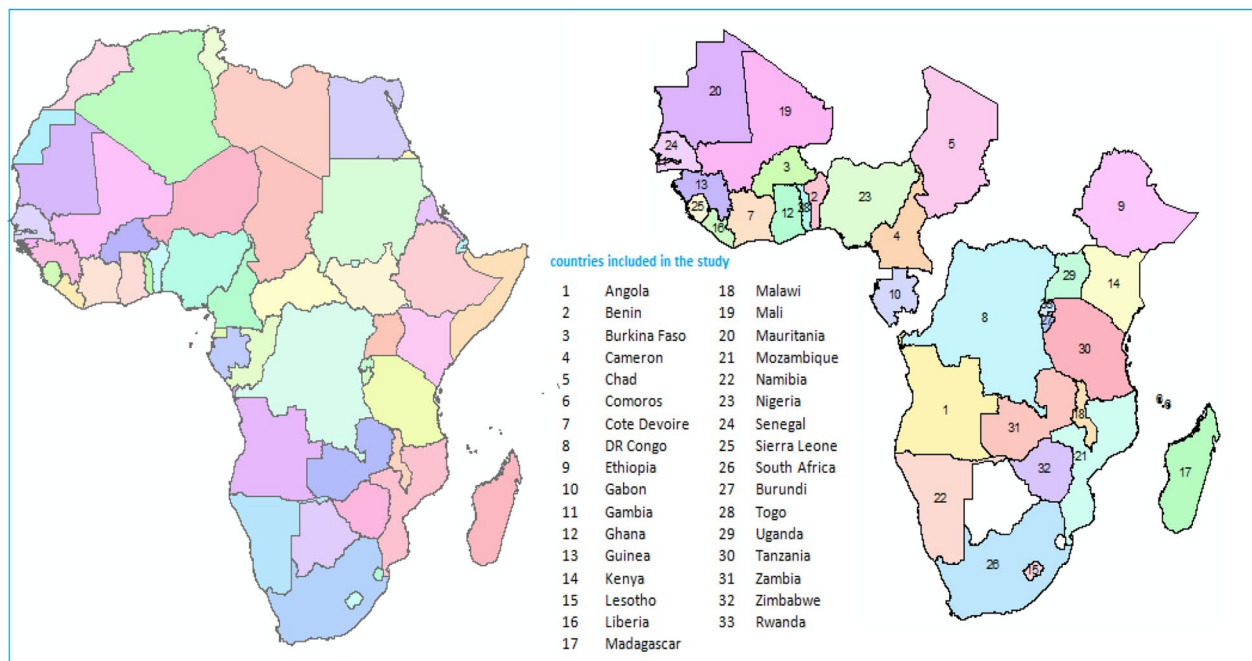 countries included in the study
1 Angola 18 Malawi
2 Benin 19 Mali
3 Burkina Faso 20 Mauritania
4 Cameron 21 Mozambique
5 Chad 22 Namibia
6 Comoros 23 Nigeria
7 Cote Devoire 24 Senegal
8 DR Congo 25 Sierra Leone
9 Ethiopia 26 South Africa
10 Gabon 27 Burundi
11 Gambia 28 Togo
12 Ghana 29 Uganda
13 Guinea 30 Tanzania
14 Kenya 31 Zambia
15 Lesotho 32 Zimbabwe
16 Liberia 33 Rwanda
17 Madagascar
20
19
24
5
3
13
2
23
9
25
12
7
16
4
29
14
10
8
27
30
1
18
31
21
17
32
22
26
15